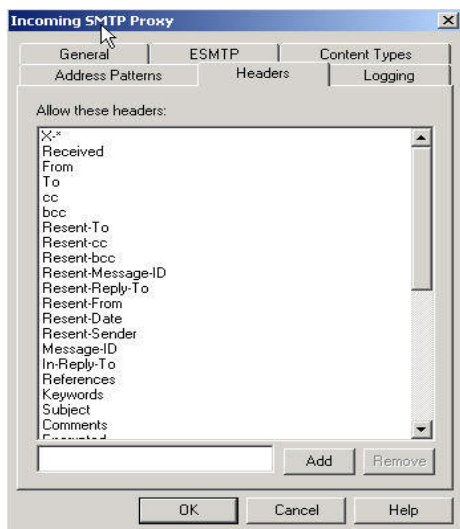 Incoming SMTP Proxy
General
ESMTP
Content Types
Address Patterns
Headers
Logging
Allow these headers:
X-*
Received
From
To
cc
bcc
Resent-To
Resent-cc
Resent-bcc
Resent-Message-ID
Resent-Reply-To
Resent-From
Resent-Date
Resent-Sender
Message-ID
In-Reply-To
References
Keywords
Subject
Comments
Add
Remove
OK
Cancel
Help